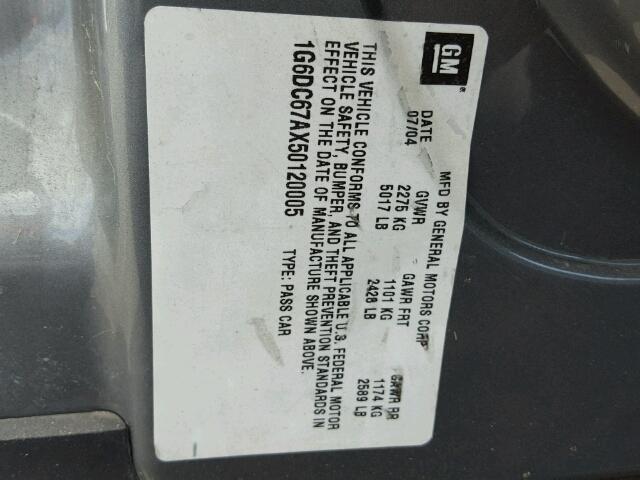 GM
MFD BY GENERAL MOTORS CORP
DATE GVWR GAWR FRT GAWR RR
07/04 2275 KG 1101 KG 1174 KG
5017 LB 2428 LB 2589 LB
THIS VEHICLE CONFORMS TO ALL APPLICABLE U.S. FEDERAL MOTOR
VEHICLE SAFETY, BUMPER, AND THEFT PREVENTION STANDARDS IN
EFFECT ON THE DATE OF MANUFACTURE SHOWN ABOVE.
1G6DC67AX50120005 TYPE: PASS CAR